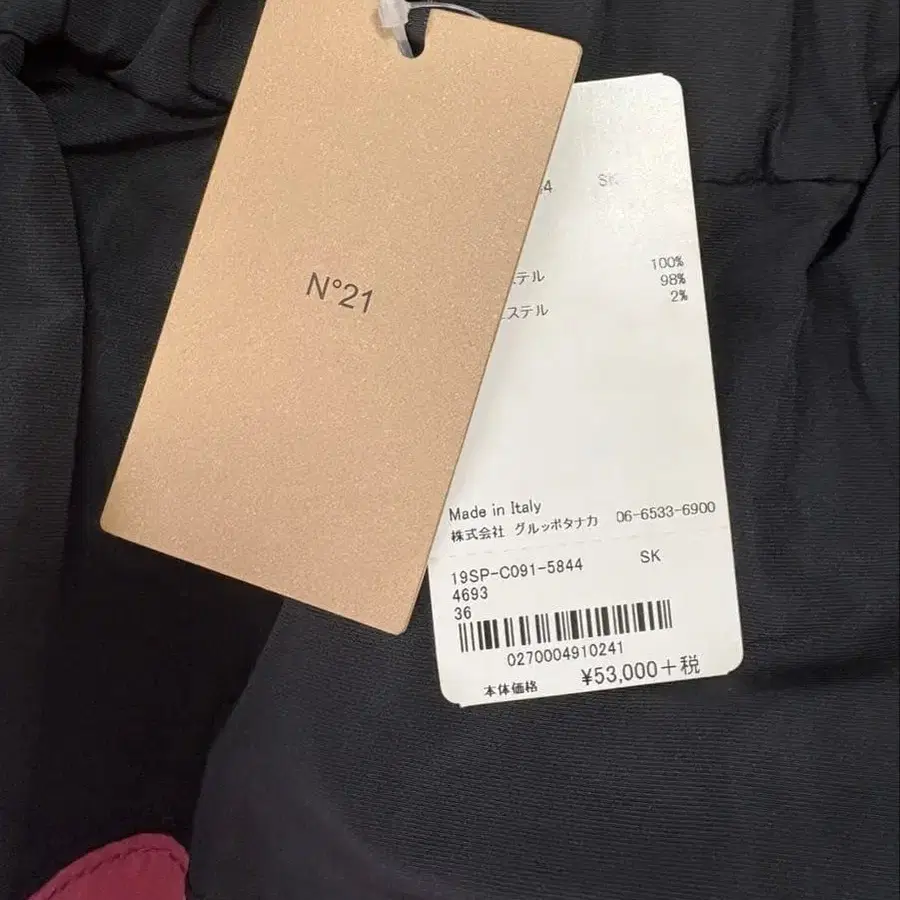 N°21
4 SK
100%
ステル 98%
2%
ステル
Made in Italy
株式会社 グルッポタナカ 06-6533-6900
19SP-C091-5844 SK
4693
36
0270004910241
本体価格 ¥53,000+税